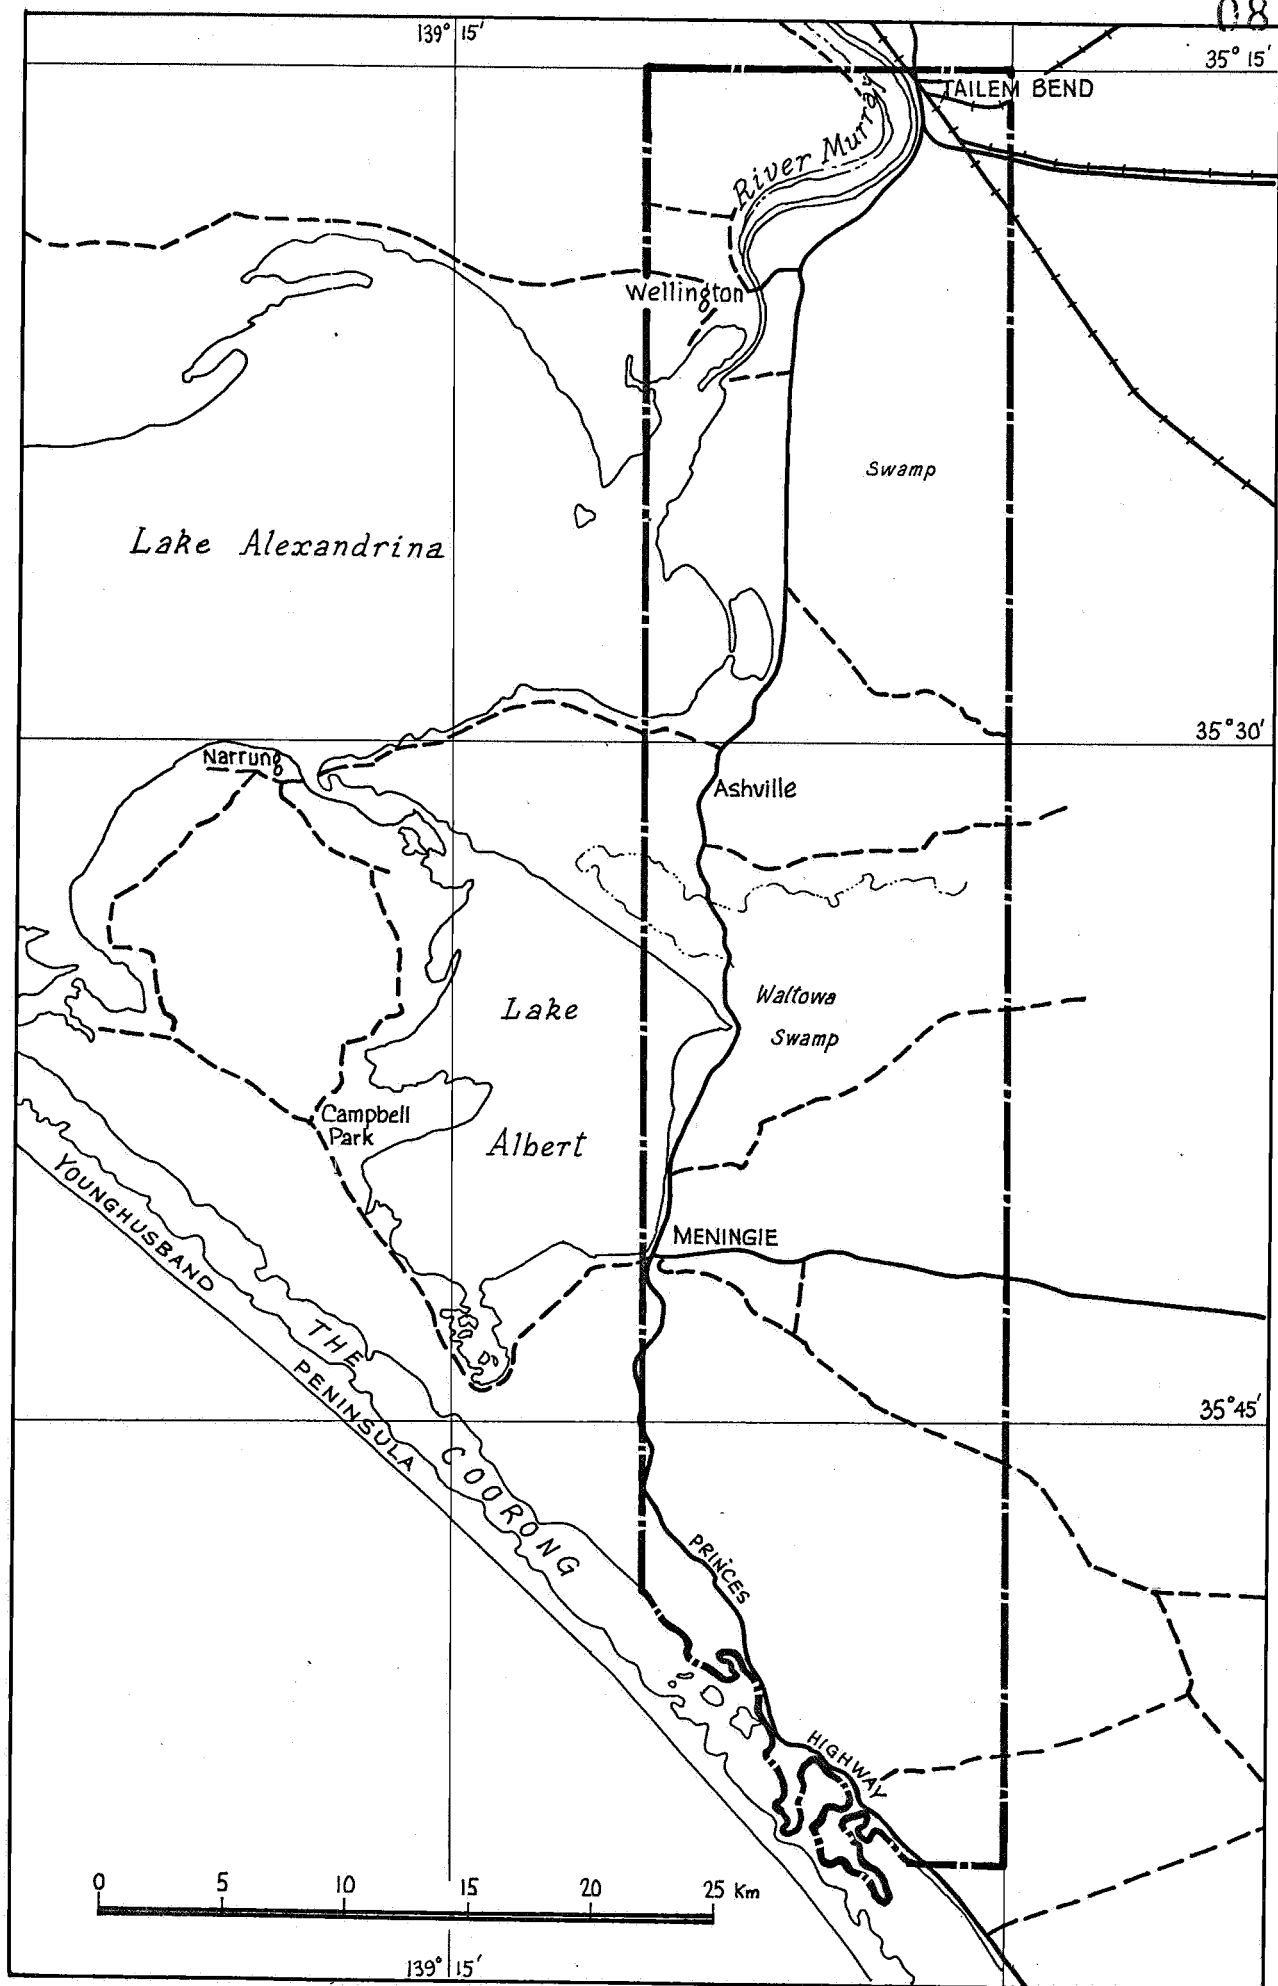 08
139° 15'
35° 15'
TAILEM BEND
River Murray
Wellington
Swamp
Lake Alexandrina
35° 30'
Narrung
Ashville
Lake
Waltowa
Swamp
Campbell
Park
Albert
YOUNGHUSBAND
MENINGIE
THE
PENINSULA
35° 45'
COORONG
PRINCES
HIGHWAY
0 5 10 15 20 25 Km
139° 15'